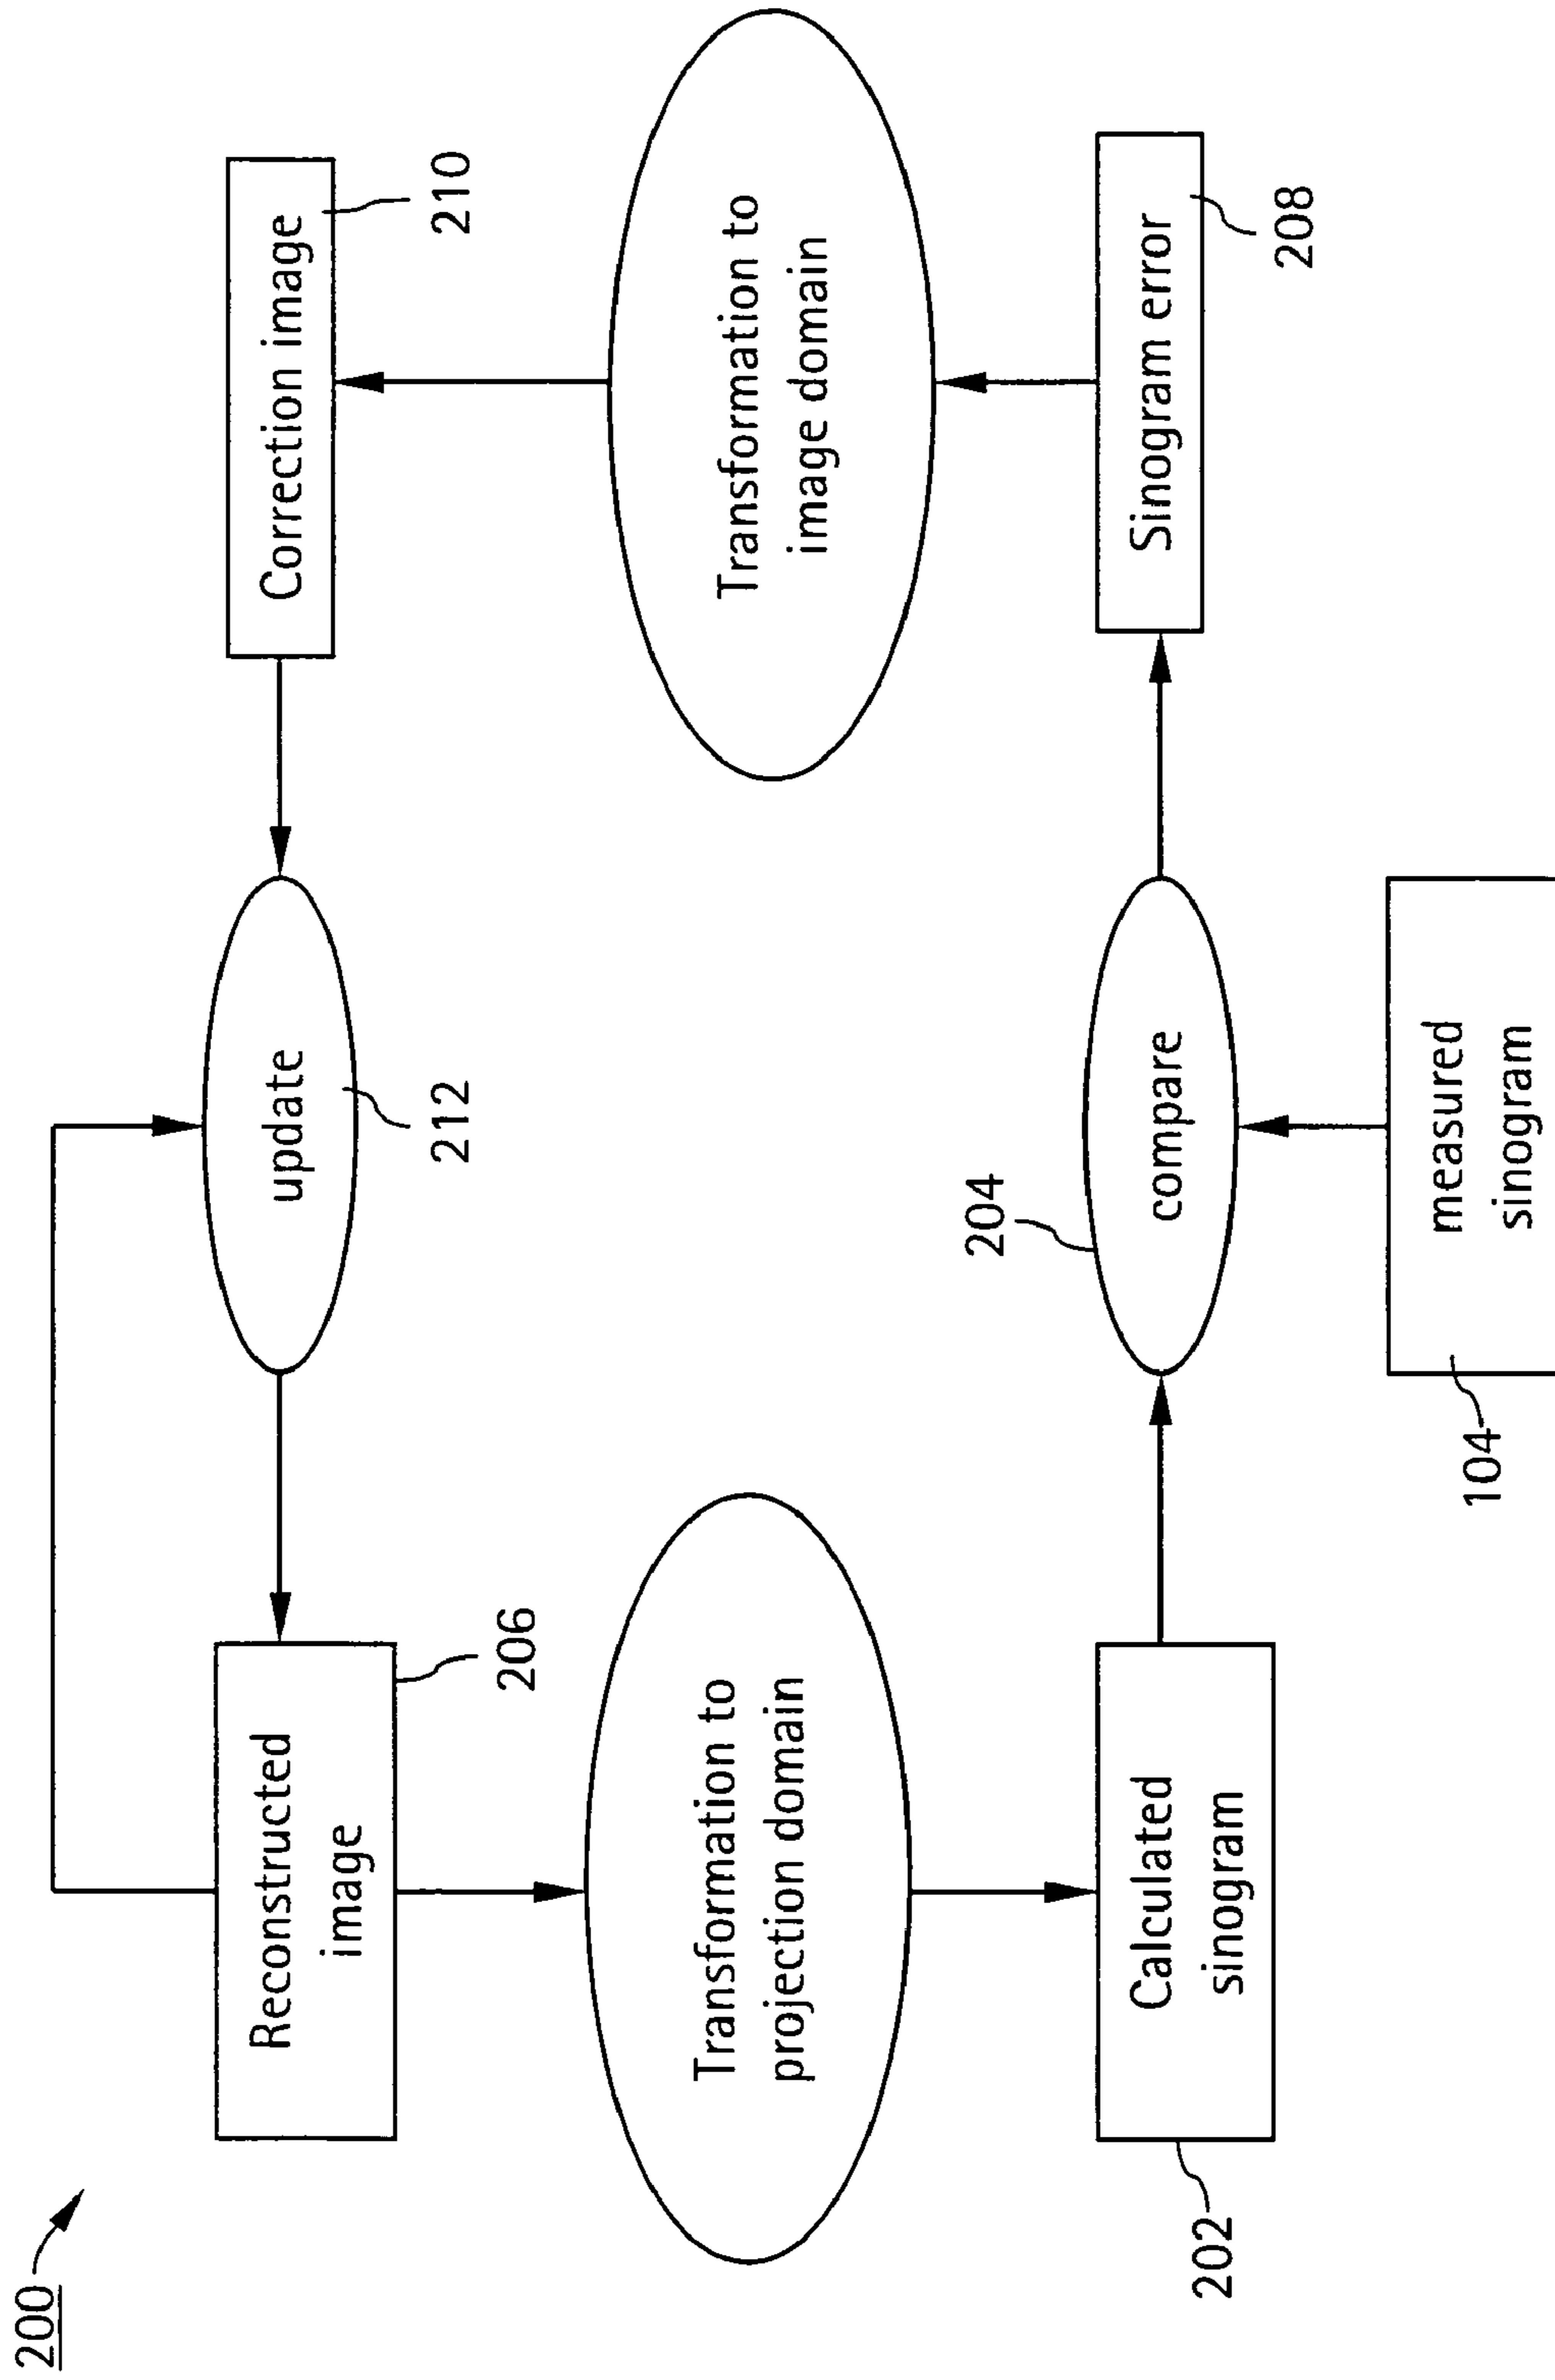 200
Reconstructed
image
206
update
212
Correction image
210
Transformation to
projection domain
Transformation to
image domain
Calculated
sinogram
202
compare
204
Sinogram error
208
measured
sinogram
104